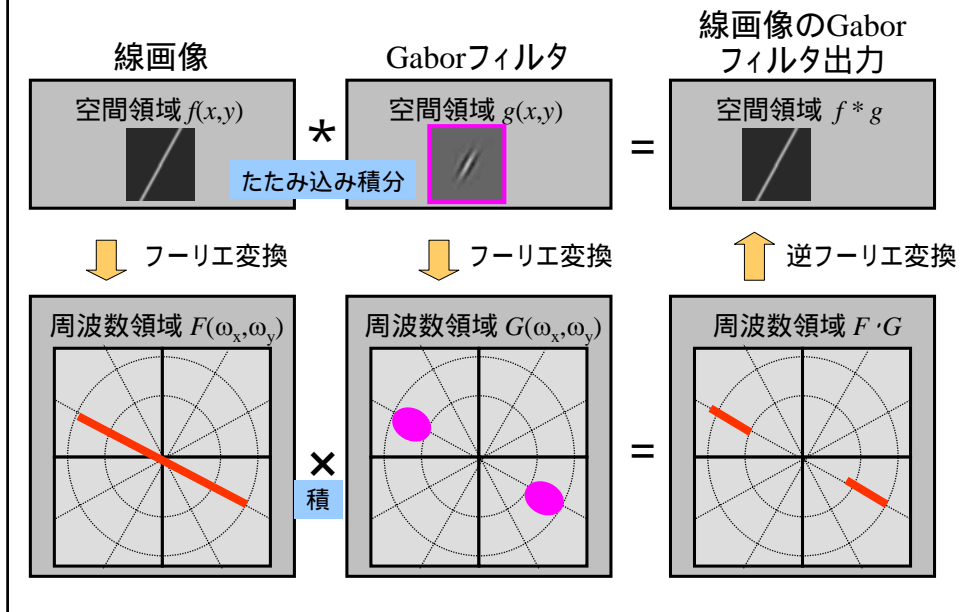 線画像
Gaborフィルタ
線画像のGabor
フィルタ出力
空間領域 f(x,y)
*
空間領域 g(x,y)
=
空間領域 f * g
たたみ込み積分
フーリエ変換
フーリエ変換
逆フーリエ変換
周波数領域 F(ωx,ωy)
×
積
周波数領域 G(ωx,ωy)
=
周波数領域 F・G